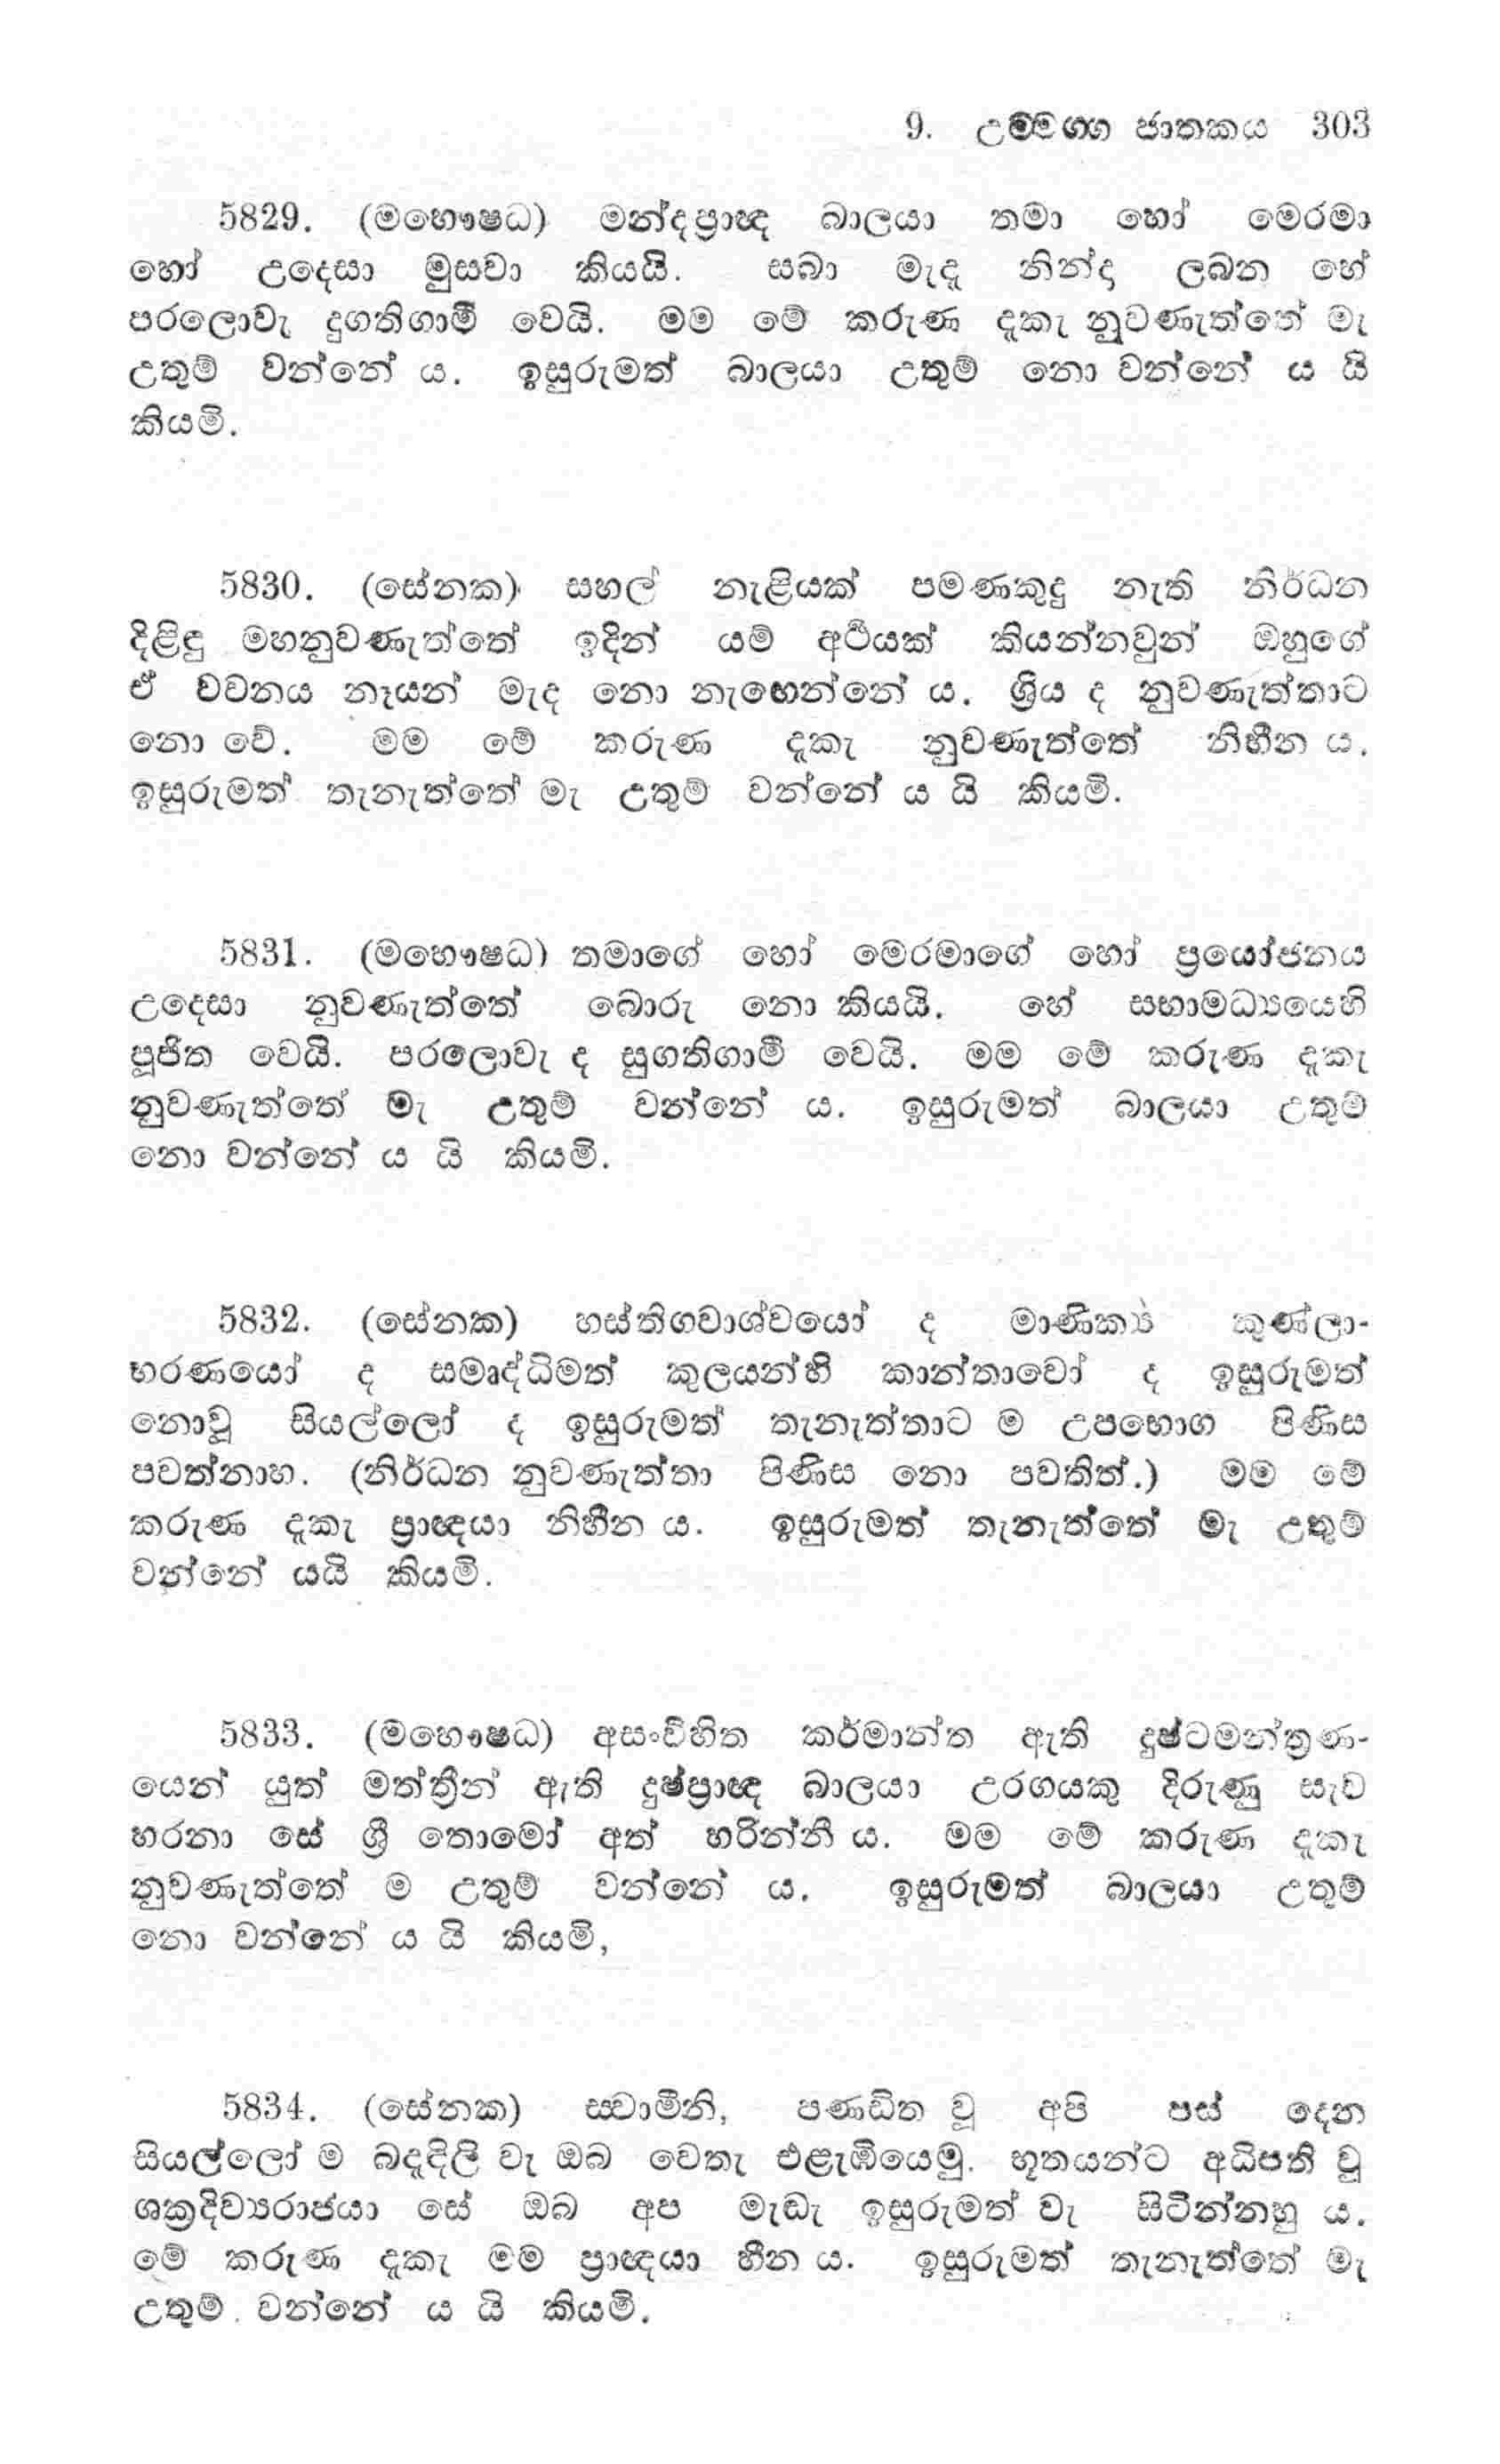 9. උම්මග්ග ජාතකය 303
5829. (මහෞෂධ) මන්දප්‍රාඥ බාලයා තමා හෝ මෙරමා
හෝ උදෙසා මුසවා කියයි. සබා මැදෑ නින්දා ලබන හේ
පරලොවැ දුගතිගාමී වෙයි. මම මේ කරුණ දෑකැ නුවණැත්තේ මැ
උතුම් වන්නේ ය. ඉසුරුමත් බාලයා උතුම් නො වන්නේ ය යි
කියමි.
5830. (සේනක) සහල් නැළියක් පමණකුදු නැති නිර්ධන
දිළිඳු මහනුවණැත්තේ ඉදින් යම් අර්‍ථයක් කියන්නවුන් ඔහුගේ
ඒ වචනය නෑයන් මැද නො නැඟෙන්නේ ය. ශ්‍රිය ද නුවණැත්තාට
නො වේ. මම මේ කරුණ දෑකැ නුවණැත්තේ නිහීන ය.
ඉසුරුමත් තැනැත්තේ මැ උතුම් වන්නේ ය යි කියමි.
5831. (මහෞෂධ) තමාගේ හෝ මෙරමාගේ හෝ ප්‍රයෝජනය
උදෙසා නුවණැත්තේ බොරු නො කියයි. හේ සභාමධ්‍යයෙහි
පූජිත වෙයි. පරලොවැ ද සුගතිගාමී වෙයි. මම මේ කරුණ දෑකැ
නුවණැත්තේ මැ උතුම් වන්නේ ය. ඉසුරුමත් බාලයා උතුම්
නො වන්නේ ය යි කියමි.
5832. (සේනක) හස්තිගවාශ්වයෝ ද මාණික්‍ය කුණ්ලා-
භරණයෝ ද සමෘද්ධිමත් කුලයන්හි කාන්තාවෝ ද ඉසුරුමත්
නොවූ සියල්ලෝ ද ඉසුරුමත් තැනැත්තාට ම උපභොග පිණිස
පවත්නාහ. (නිර්ධන නුවණැත්තා පිණිස නො පවතිත්.) මම මේ
කරුණ දෑකැ ප්‍රාඥයා නිහීන ය. ඉසුරුමත් තැනැත්තේ මැ උතුම්
වන්නේ යයි කියමි.
5833. (මහෞෂධ) අසංවිහිත කර්මාන්ත ඇති දුෂ්ටමන්ත්‍රණ-
යෙන් යුත් මත්ත්‍රීන් ඇති දුෂ්ප්‍රාඥ බාලයා උරගයකු දිරුණු සැව
හරනා සේ ශ්‍රී තොමෝ අත් හරින්නී ය. මම මේ කරුණ දෑකැ
නුවණැත්තේ ම උතුම් වන්නේ ය. ඉසුරුමත් බාලයා උතුම්
නො වන්නේ ය යි කියමි,
5834. (සේනක) ස්වාමීනි, පණ්ඩිත වූ අපි පස් දෙන
සියල්ලෝ ම බදෑදිලි වැ ඔබ වෙතැ එළැඹියෙමු. භූතයන්ට අධිපති වූ
ශක්‍රදිව්‍යරාජයා සේ ඔබ අප මැඬැ ඉසුරුමත් වැ සිටින්නහු ය.
මේ කරුණ දෑකැ මම ප්‍රාඥයා හීන ය. ඉසුරුමත් තැනැත්තේ මැ
උතුම් වන්නේ ය යි කියමි.